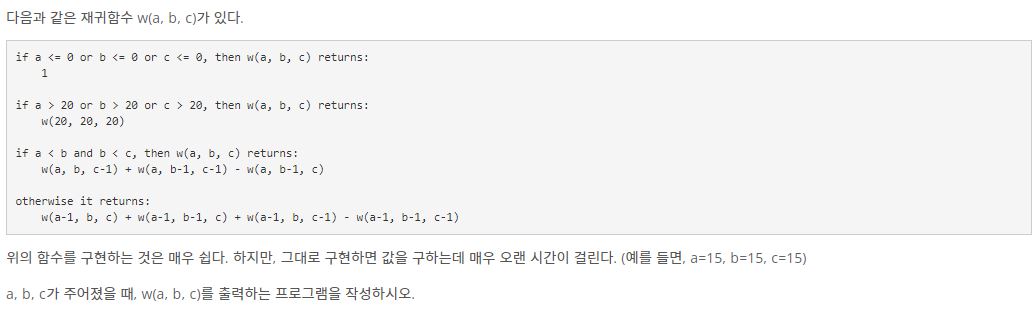 다음과 같은 재귀함수 w(a, b, c)가 있다.
if a <= 0 or b <= 0 or c <= 0, then w(a, b, c) returns:
1
if a > 20 or b > 20 or c > 20, then w(a, b, c) returns:
w(20, 20, 20)
if a < b and b < c, then w(a, b, c) returns:
w(a, b, c-1) + w(a, b-1, c-1) - w(a, b-1, c)
otherwise it returns:
w(a-1, b, c) + w(a-1, b-1, c) + w(a-1, b, c-1) - w(a-1, b-1, c-1)
위의 함수를 구현하는 것은 매우 쉽다. 하지만, 그대로 구현하면 값을 구하는데 매우 오랜 시간이 걸린다. (예를 들면, a=15, b=15, c=15)
a, b, c가 주어졌을 때, w(a, b, c)를 출력하는 프로그램을 작성하시오.